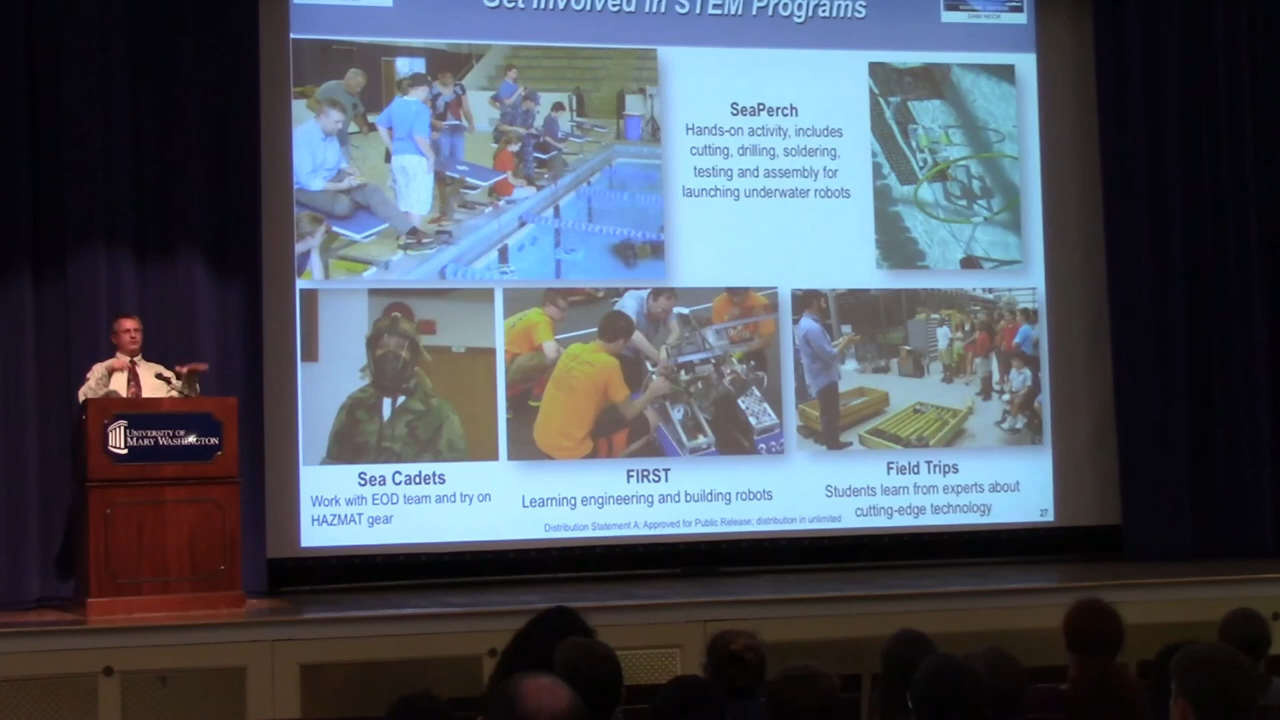 Get Involved in STEM Programs
DAM NECK
SeaPerch
Hands-on activity, includes
cutting, drilling, soldering,
testing and assembly for
launching underwater robots
UNIVERSITY OF
MARY WASHINGTON
Sea Cadets
Work with EOD team and try on
HAZMAT gear
FIRST
Learning engineering and building robots
Field Trips
Students learn from experts about
cutting-edge technology
Distribution Statement A: Approved for Public Release; distribution in unlimited
27